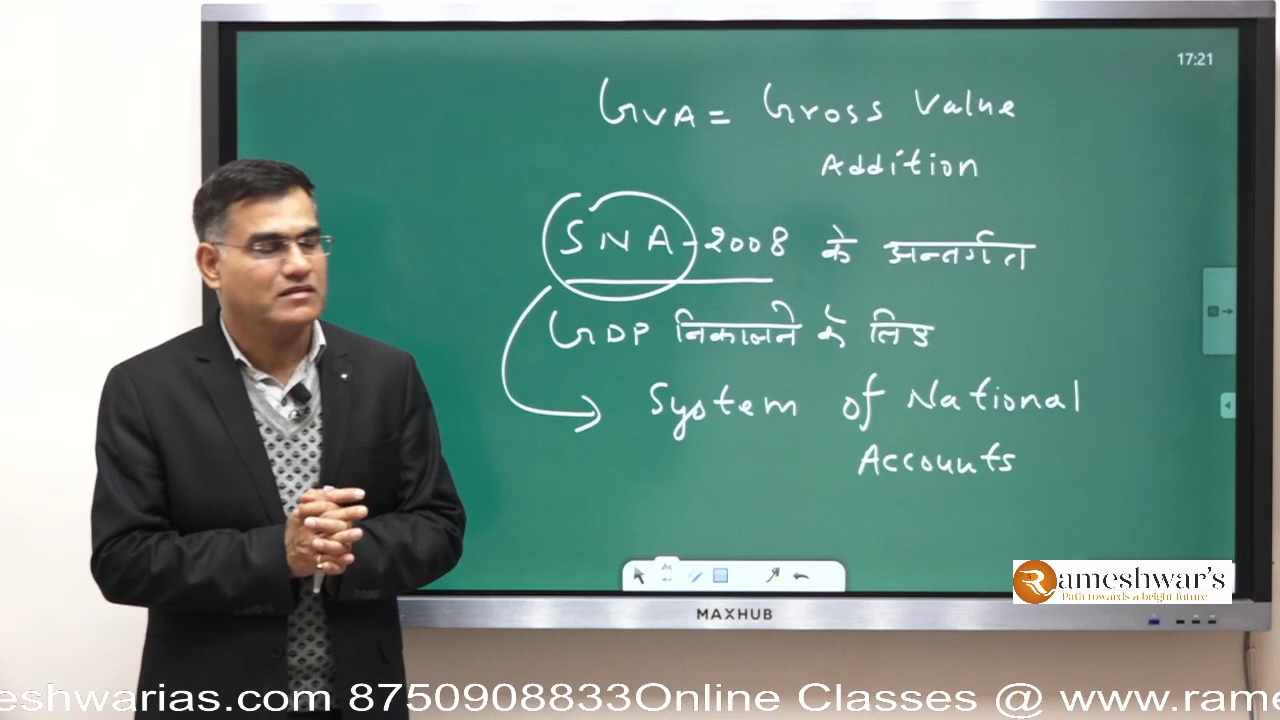 17:21
GVA = Gross Value
Addition
SNA-2008 के अन्तर्गत
GDP निकालने के लिए
System of National
Accounts
Rameshwar's
Path towards a bright future
MAXHUB
eshwarias.com 8750908833Online Classes @ www.rame